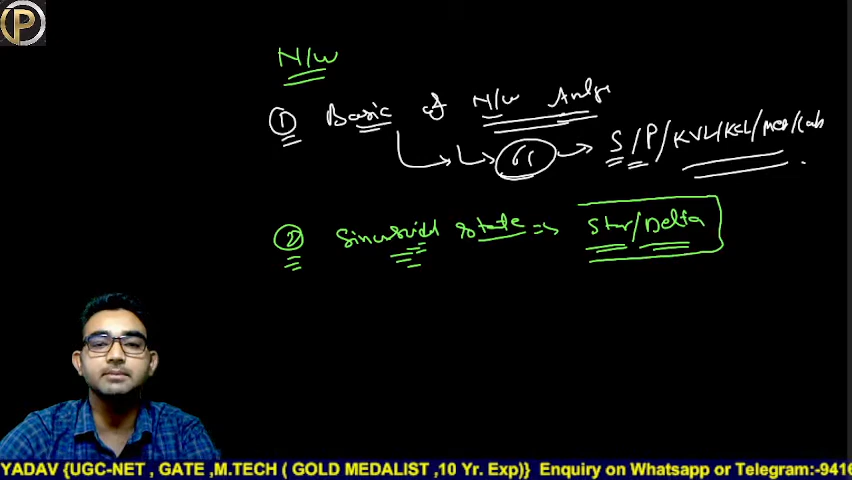 N/w
① Basic of N/w Anlys
S/P/KVL/KCL/
② Sinusoidal state => Star/Delta
YADAV {UGC-NET , GATE ,M.TECH ( GOLD MEDALIST ,10 Yr. Exp)} Enquiry on Whatsapp or Telegram:-9416